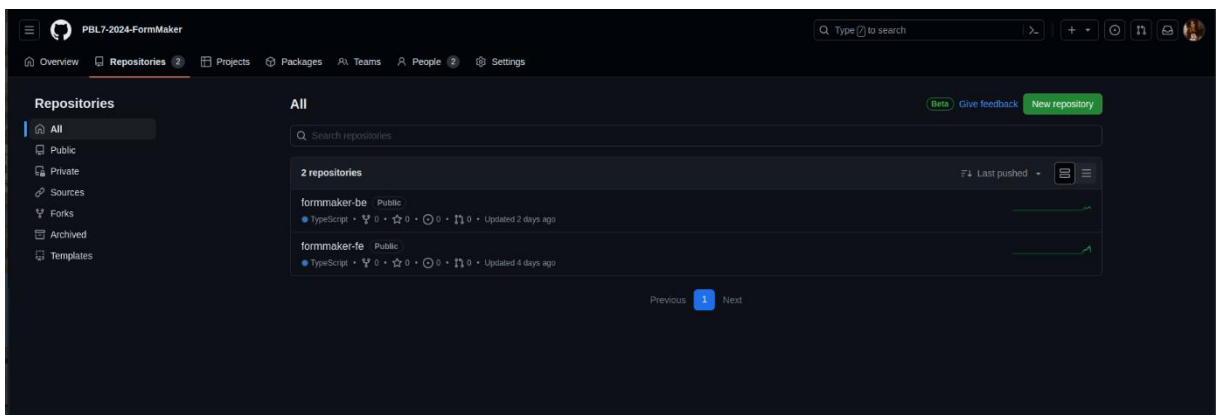 PBL7-2024-FormMaker
Type / to search
Overview Repositories 2 Projects Packages Teams People 2 Settings
Repositories
All
Public
Private
Sources
Forks
Archived
Templates
All
Beta Give feedback New repository
Search repositories
2 repositories Last pushed
formmaker-be Public
TypeScript • 0 • 0 • 0 • 0 • Updated 2 days ago
formmaker-fe Public
TypeScript • 0 • 0 • 0 • 0 • Updated 4 days ago
Previous 1 Next